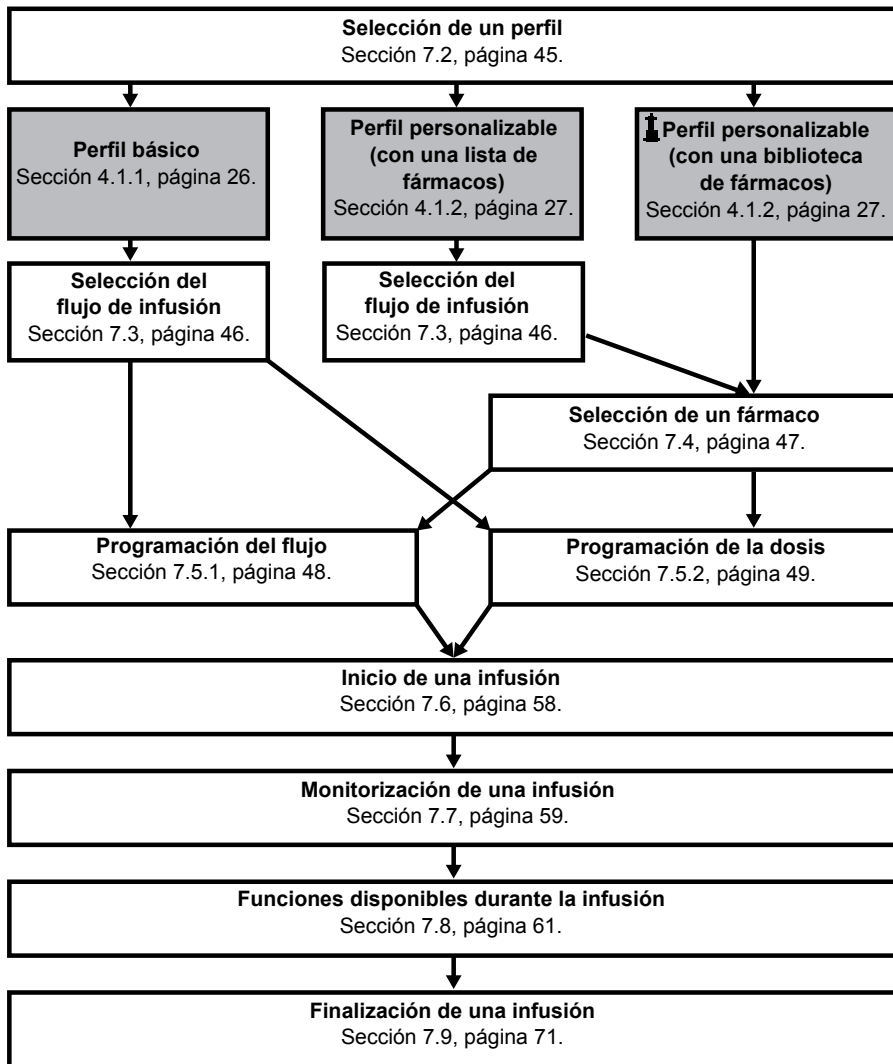 Selección de un perfil
Sección 7.2, página 45.
Perfil básico
Sección 4.1.1, página 26.
Perfil personalizable
(con una lista de
fármacos)
Sección 4.1.2, página 27.
Perfil personalizable
(con una biblioteca
de fármacos)
Sección 4.1.2, página 27.
Selección del
flujo de infusión
Sección 7.3, página 46.
Selección del
flujo de infusión
Sección 7.3, página 46.
Selección de un fármaco
Sección 7.4, página 47.
Programación del flujo
Sección 7.5.1, página 48.
Programación de la dosis
Sección 7.5.2, página 49.
Inicio de una infusión
Sección 7.6, página 58.
Monitorización de una infusión
Sección 7.7, página 59.
Funciones disponibles durante la infusión
Sección 7.8, página 61.
Finalización de una infusión
Sección 7.9, página 71.